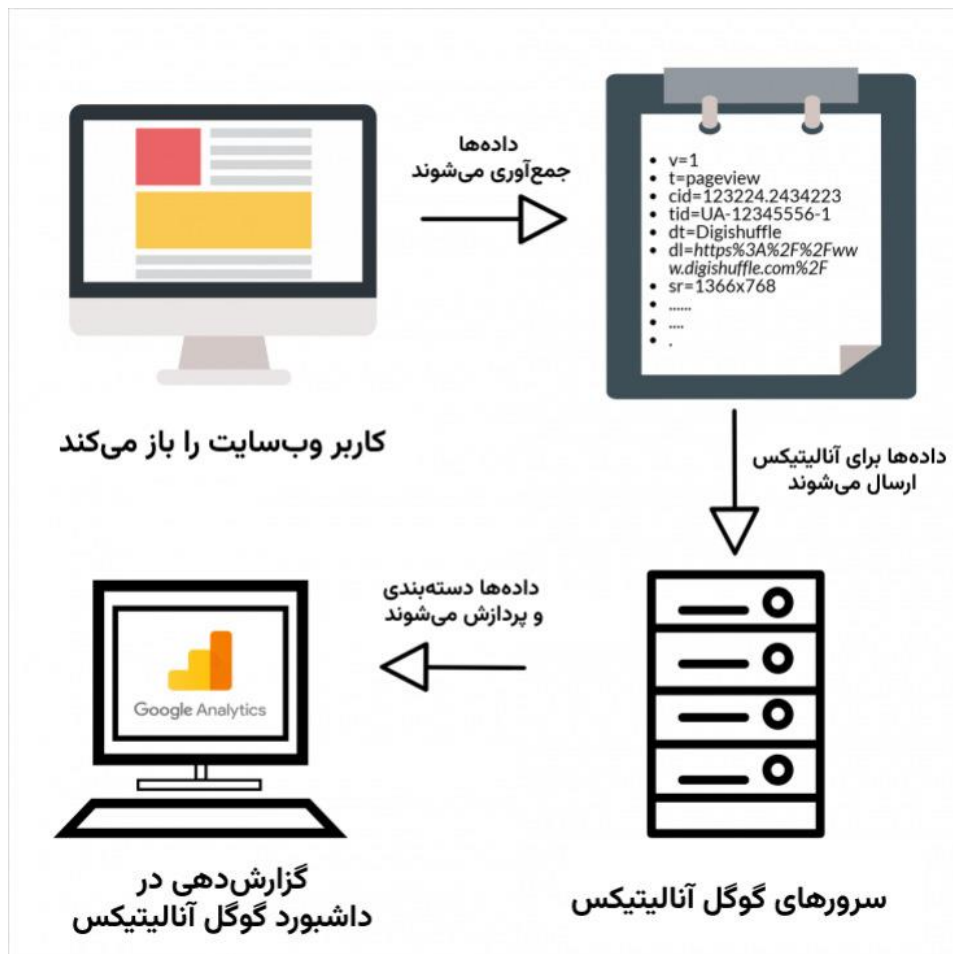 داده‌ها
جمع‌آوری می‌شوند
• v=1
• t=pageview
• cid=123224.2434223
• tid=UA-12345556-1
• dt=Digishuffle
• dl=https%3A%2F%2Fww
w.digishuffle.com%2F
• sr=1366x768
• ......
• ....
• .
کاربر وب‌سایت را باز می‌کند
داده‌ها برای آنالیتیکس
ارسال می‌شوند
داده‌ها دسته‌بندی
و پردازش می‌شوند
Google Analytics
سرورهای گوگل آنالیتیکس
گزارش‌دهی در
داشبورد گوگل آنالیتیکس